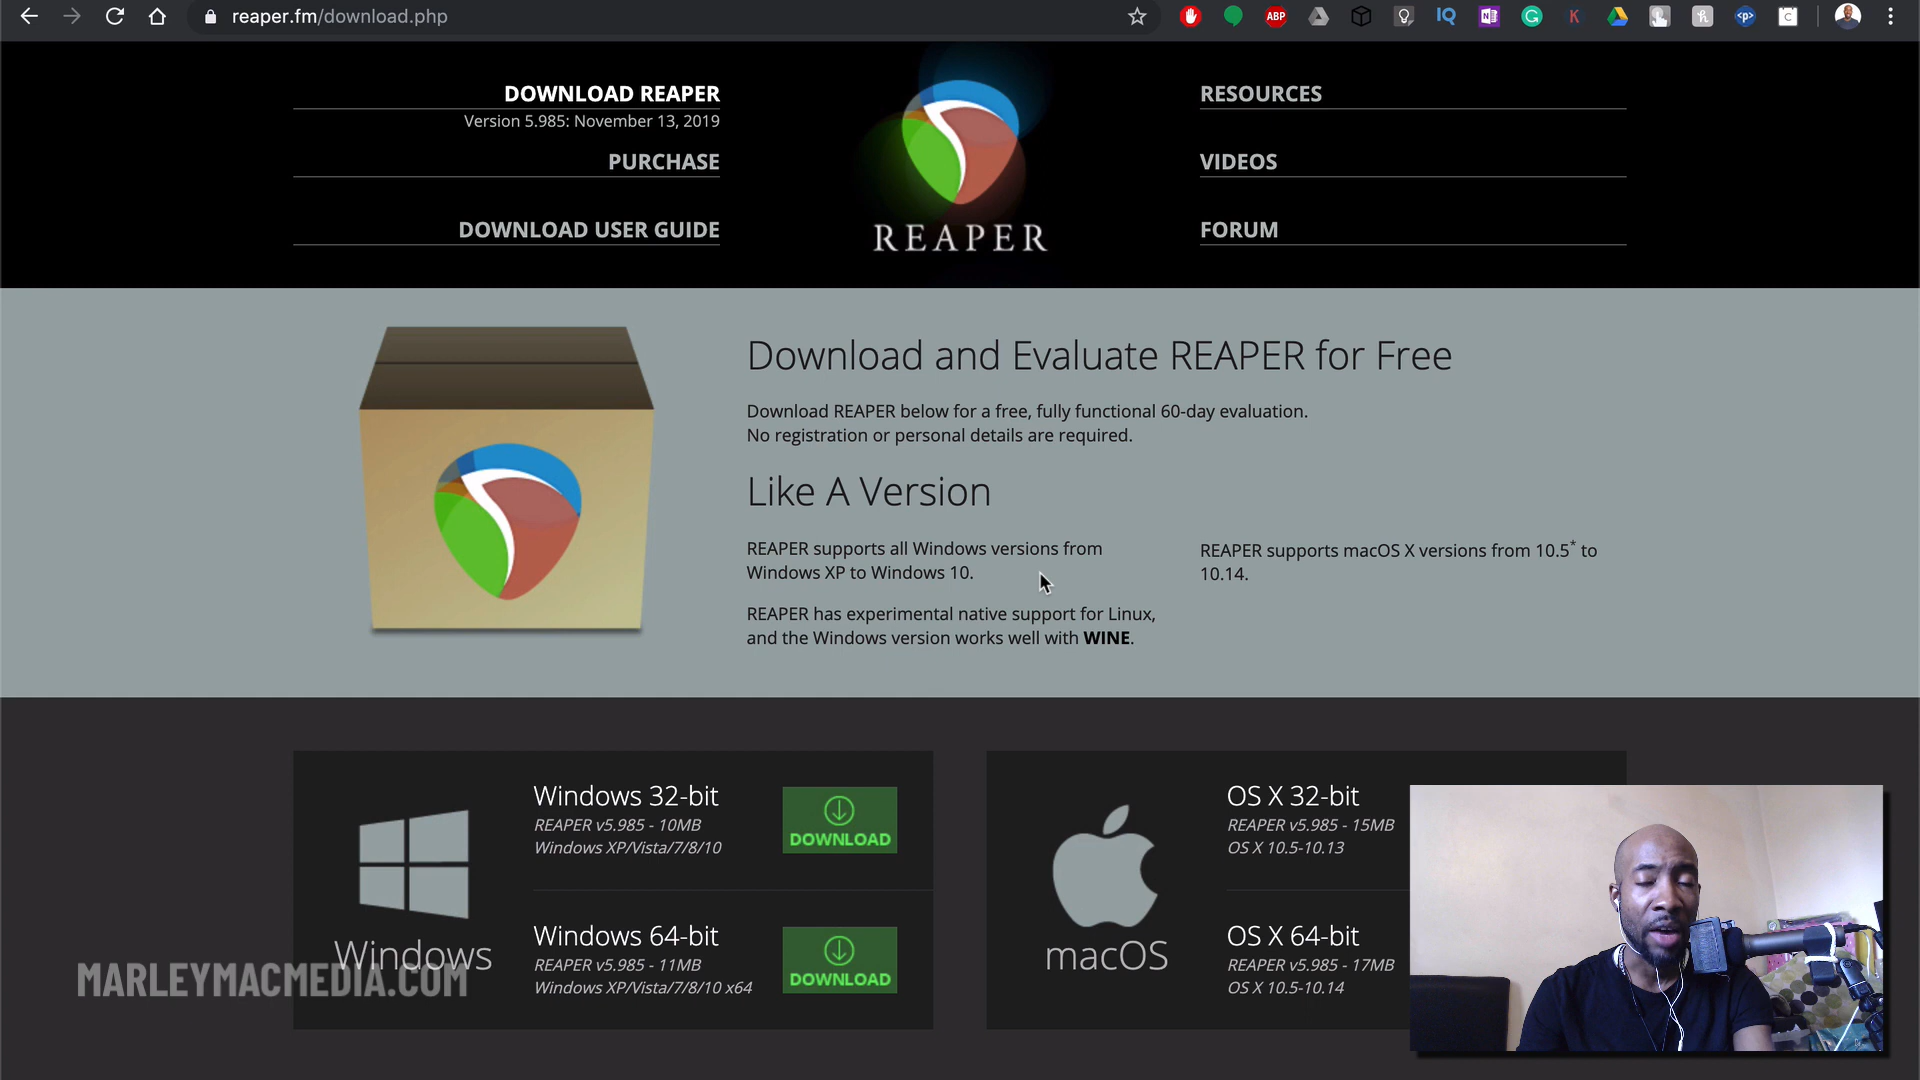 reaper.fm/download.php
ABP
IQ
N
K
h
<p>
C
DOWNLOAD REAPER
Version 5.985: November 13, 2019
PURCHASE
DOWNLOAD USER GUIDE
REAPER
RESOURCES
VIDEOS
FORUM
Download and Evaluate REAPER for Free
Download REAPER below for a free, fully functional 60-day evaluation.
No registration or personal details are required.
Like A Version
REAPER supports all Windows versions from
Windows XP to Windows 10.
REAPER has experimental native support for Linux,
and the Windows version works well with WINE.
REAPER supports macOS X versions from 10.5* to
10.14.
Windows
Windows 32-bit
REAPER v5.985 - 10MB
Windows XP/Vista/7/8/10
DOWNLOAD
Windows 64-bit
REAPER v5.985 - 11MB
Windows XP/Vista/7/8/10 x64
DOWNLOAD
macOS
OS X 32-bit
REAPER v5.985 - 15MB
OS X 10.5-10.13
OS X 64-bit
REAPER v5.985 - 17MB
OS X 10.5-10.14
MARLEYMACMEDIA.COM